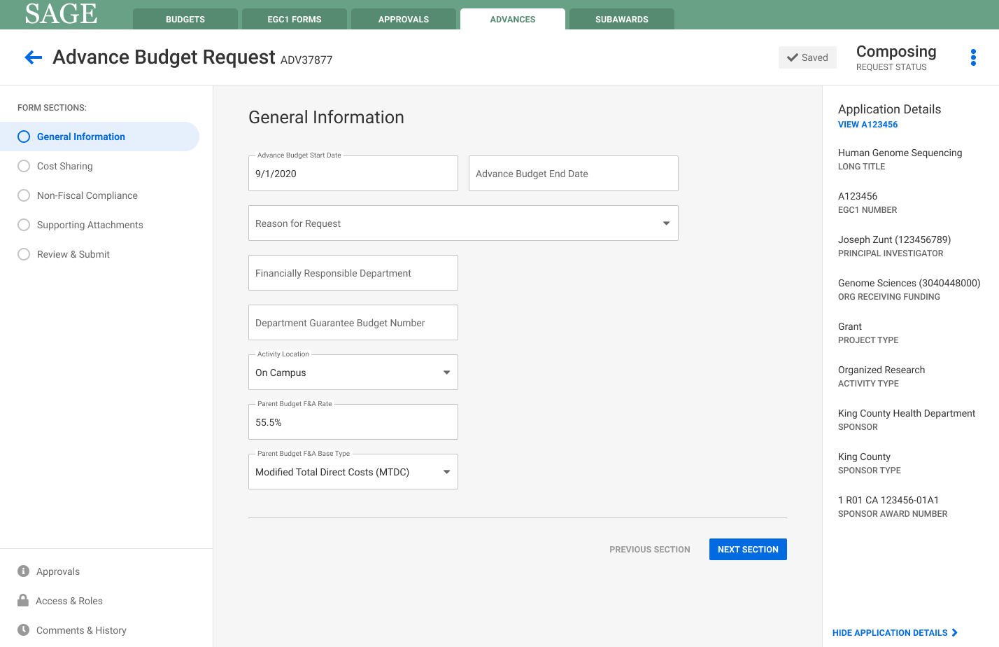 SAGE
BUDGETS
EGC1 FORMS
APPROVALS
ADVANCES
SUBAWARDS
Advance Budget Request ADV37877
Saved
Composing
REQUEST STATUS
FORM SECTIONS:
General Information
Cost Sharing
Non-Fiscal Compliance
Supporting Attachments
Review & Submit
Approvals
Access & Roles
Comments & History
General Information
Advance Budget Start Date
9/1/2020
Advance Budget End Date
Reason for Request
Financially Responsible Department
Department Guarantee Budget Number
Activity Location
On Campus
Parent Budget F&A Rate
55.5%
Parent Budget F&A Base Type
Modified Total Direct Costs (MTDC)
PREVIOUS SECTION
NEXT SECTION
Application Details
VIEW A123456
Human Genome Sequencing
LONG TITLE
A123456
EGC1 NUMBER
Joseph Zunt (123456789)
PRINCIPAL INVESTIGATOR
Genome Sciences (3040448000)
ORG RECEIVING FUNDING
Grant
PROJECT TYPE
Organized Research
ACTIVITY TYPE
King County Health Department
SPONSOR
King County
SPONSOR TYPE
1 R01 CA 123456-01A1
SPONSOR AWARD NUMBER
HIDE APPLICATION DETAILS